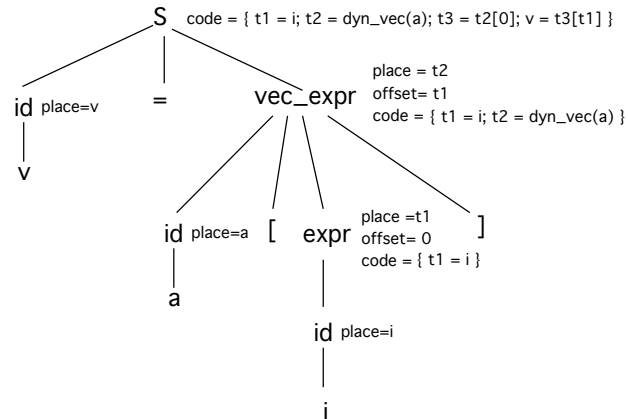 S code = { t1 = i; t2 = dyn_vec(a); t3 = t2[0]; v = t3[t1] }
place = t2
id place=v = vec_expr offset= t1
code = { t1 = i; t2 = dyn_vec(a) }
v
place =t1
id place=a [ expr offset= 0 ]
code = { t1 = i }
a
id place=i
i